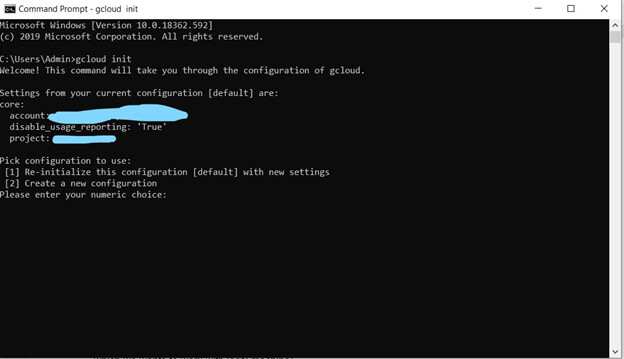 Command Prompt - gcloud  init
Microsoft Windows [Version 10.0.18362.592]
(c) 2019 Microsoft Corporation. All rights reserved.
C:\Users\Admin>gcloud init
Welcome! This command will take you through the configuration of gcloud.
Settings from your current configuration [default] are:
core:
  account:
  disable_usage_reporting: 'True'
  project:
Pick configuration to use:
 [1] Re-initialize this configuration [default] with new settings
 [2] Create a new configuration
Please enter your numeric choice: